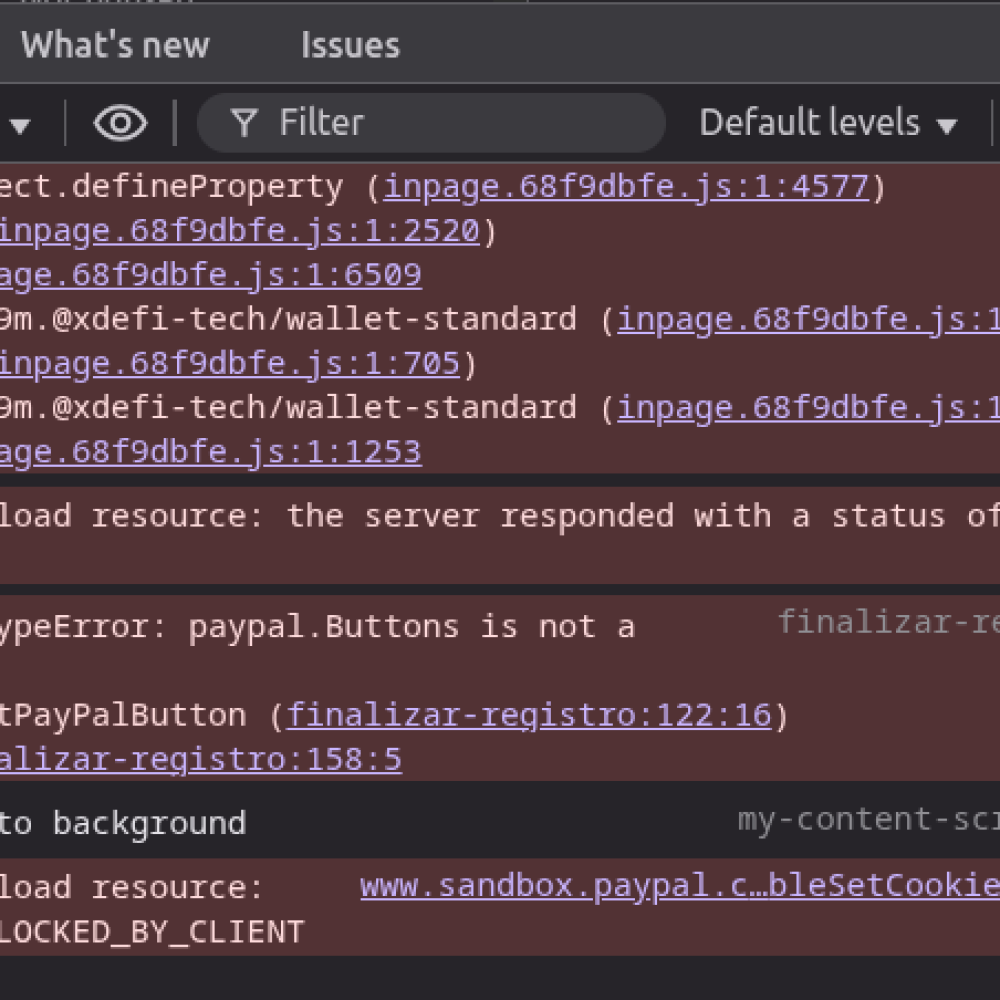 What's new Issues
Filter Default levels
ect.defineProperty (inpage.68f9dbfe.js:1:4577)
inpage.68f9dbfe.js:1:2520)
age.68f9dbfe.js:1:6509
9m.@xdefi-tech/wallet-standard (inpage.68f9dbfe.js:1
inpage.68f9dbfe.js:1:705)
9m.@xdefi-tech/wallet-standard (inpage.68f9dbfe.js:1
age.68f9dbfe.js:1:1253
load resource: the server responded with a status of
ypeError: paypal.Buttons is not a finalizar-re
tPayPalButton (finalizar-registro:122:16)
alizar-registro:158:5
to background my-content-scr
load resource: www.sandbox.paypal.c…bleSetCookie
LOCKED_BY_CLIENT